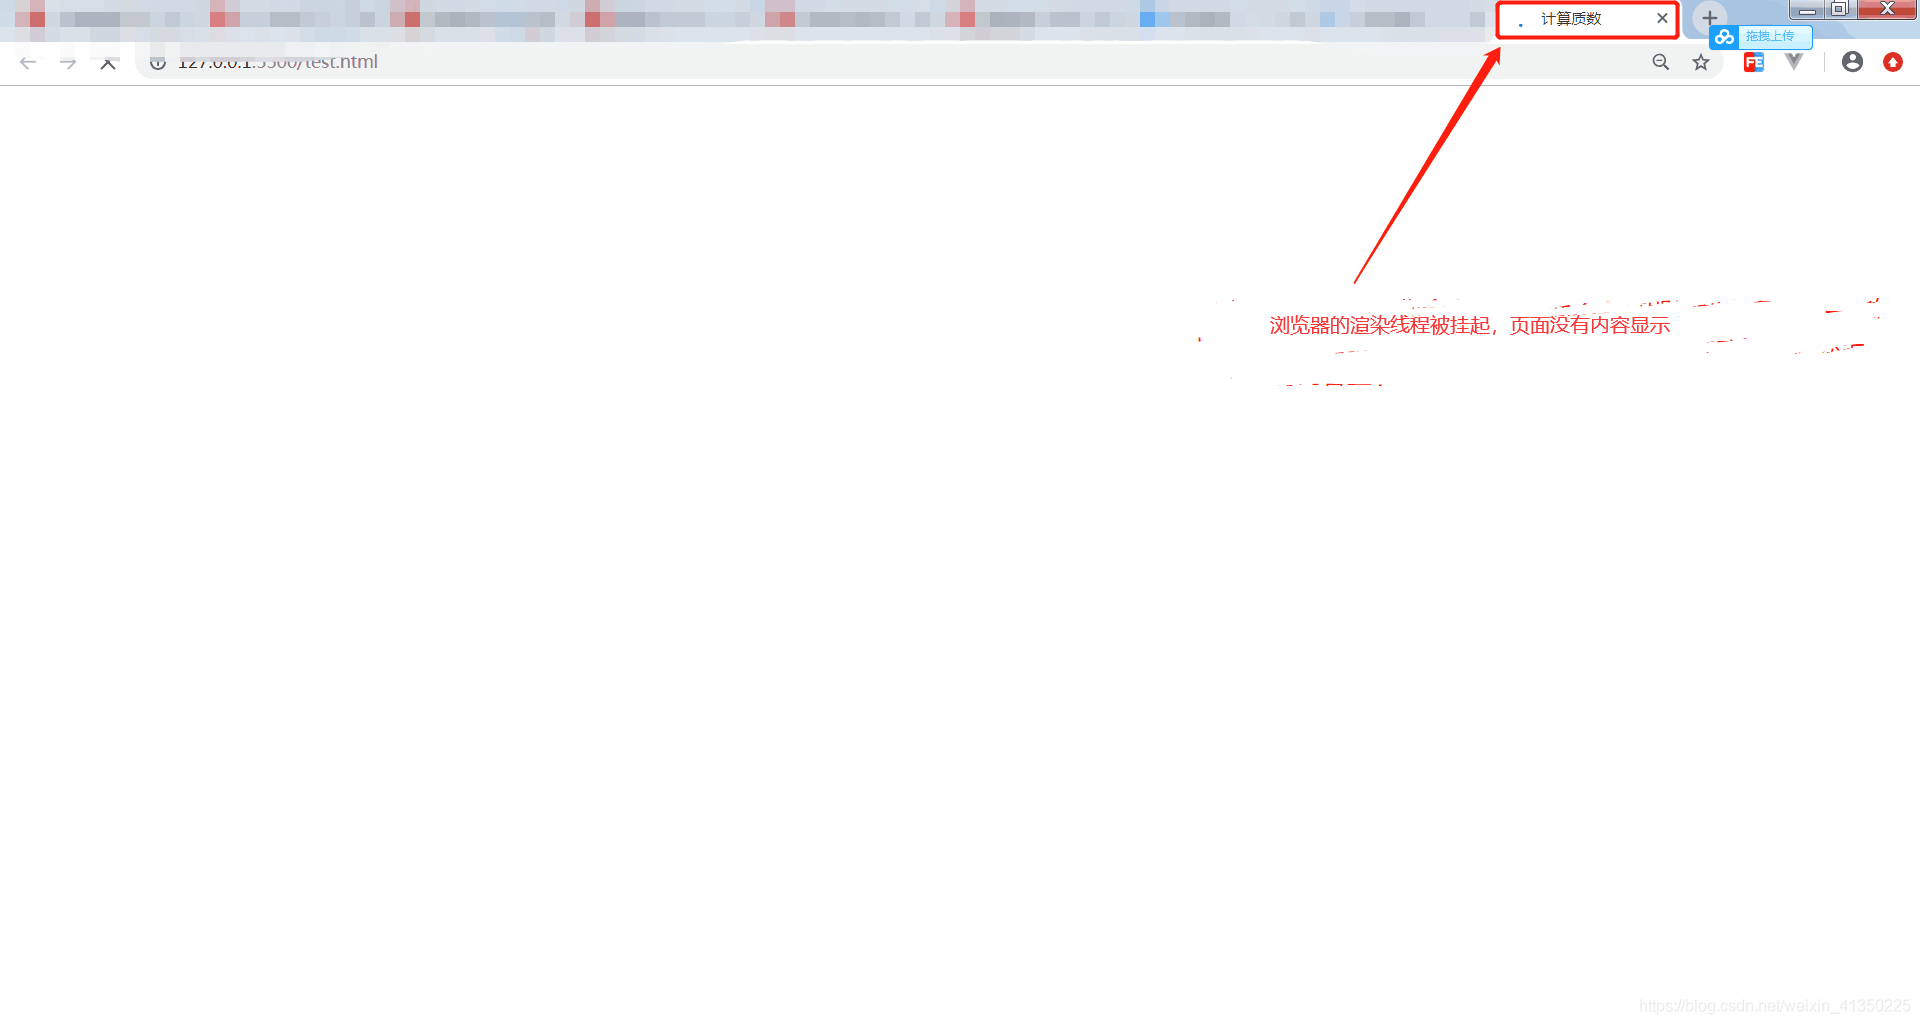 计算质数
拖拽上传
127.0.0.1:5500/test.html
FE
浏览器的渲染线程被挂起，页面没有内容显示
https://blog.csdn.net/weixin_41350225